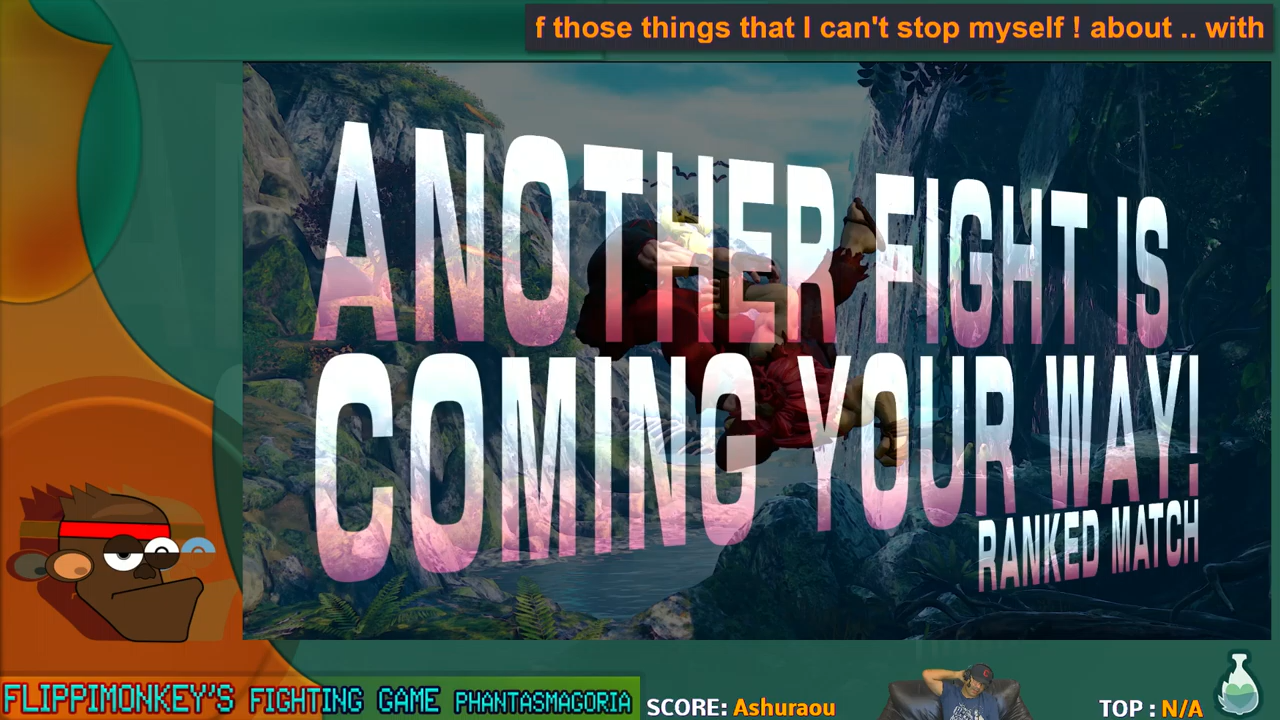 f those things that I can't stop myself ! about .. with
ANOTHER FIGHT IS
COMING YOUR WAY!
RANKED MATCH
FLIPPIMONKEY'S FIGHTING GAME PHANTASMAGORIA
SCORE: Ashuraou
TOP : N/A